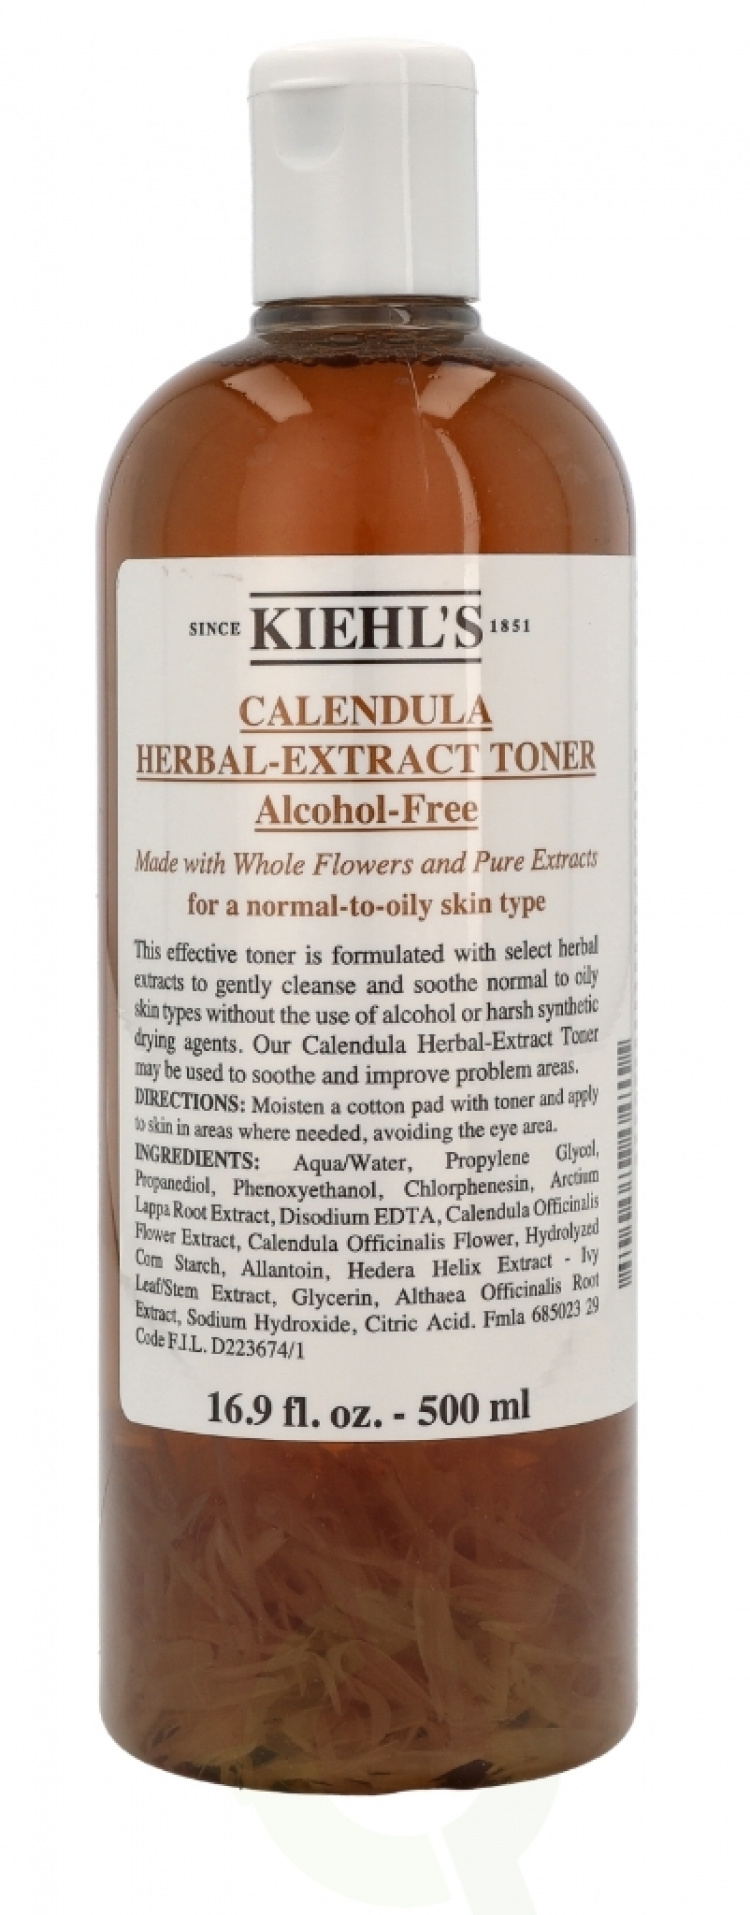 SINCE KIEHL'S 1851
CALENDULA
HERBAL-EXTRACT TONER
Alcohol-Free
Made with Whole Flowers and Pure Extracts
for a normal-to-oily skin type
This effective toner is formulated with select herbal
extracts to gently cleanse and soothe normal to oily
skin types without the use of alcohol or harsh synthetic
drying agents. Our Calendula Herbal-Extract Toner
may be used to soothe and improve problem areas.
DIRECTIONS: Moisten a cotton pad with toner and apply
to skin in areas where needed, avoiding the eye area.
INGREDIENTS: Aqua/Water, Propylene Glycol,
Propanediol, Phenoxyethanol, Chlorphenesin, Arctium
Lappa Root Extract, Disodium EDTA, Calendula Officinalis
Flower Extract, Calendula Officinalis Flower, Hydrolyzed
Corn Starch, Allantoin, Hedera Helix Extract - Ivy
Leaf/Stem Extract, Glycerin, Althaea Officinalis Root
Extract, Sodium Hydroxide, Citric Acid. Fmla 685023 29
Code F.I.L. D223674/1
16.9 fl. oz. - 500 ml